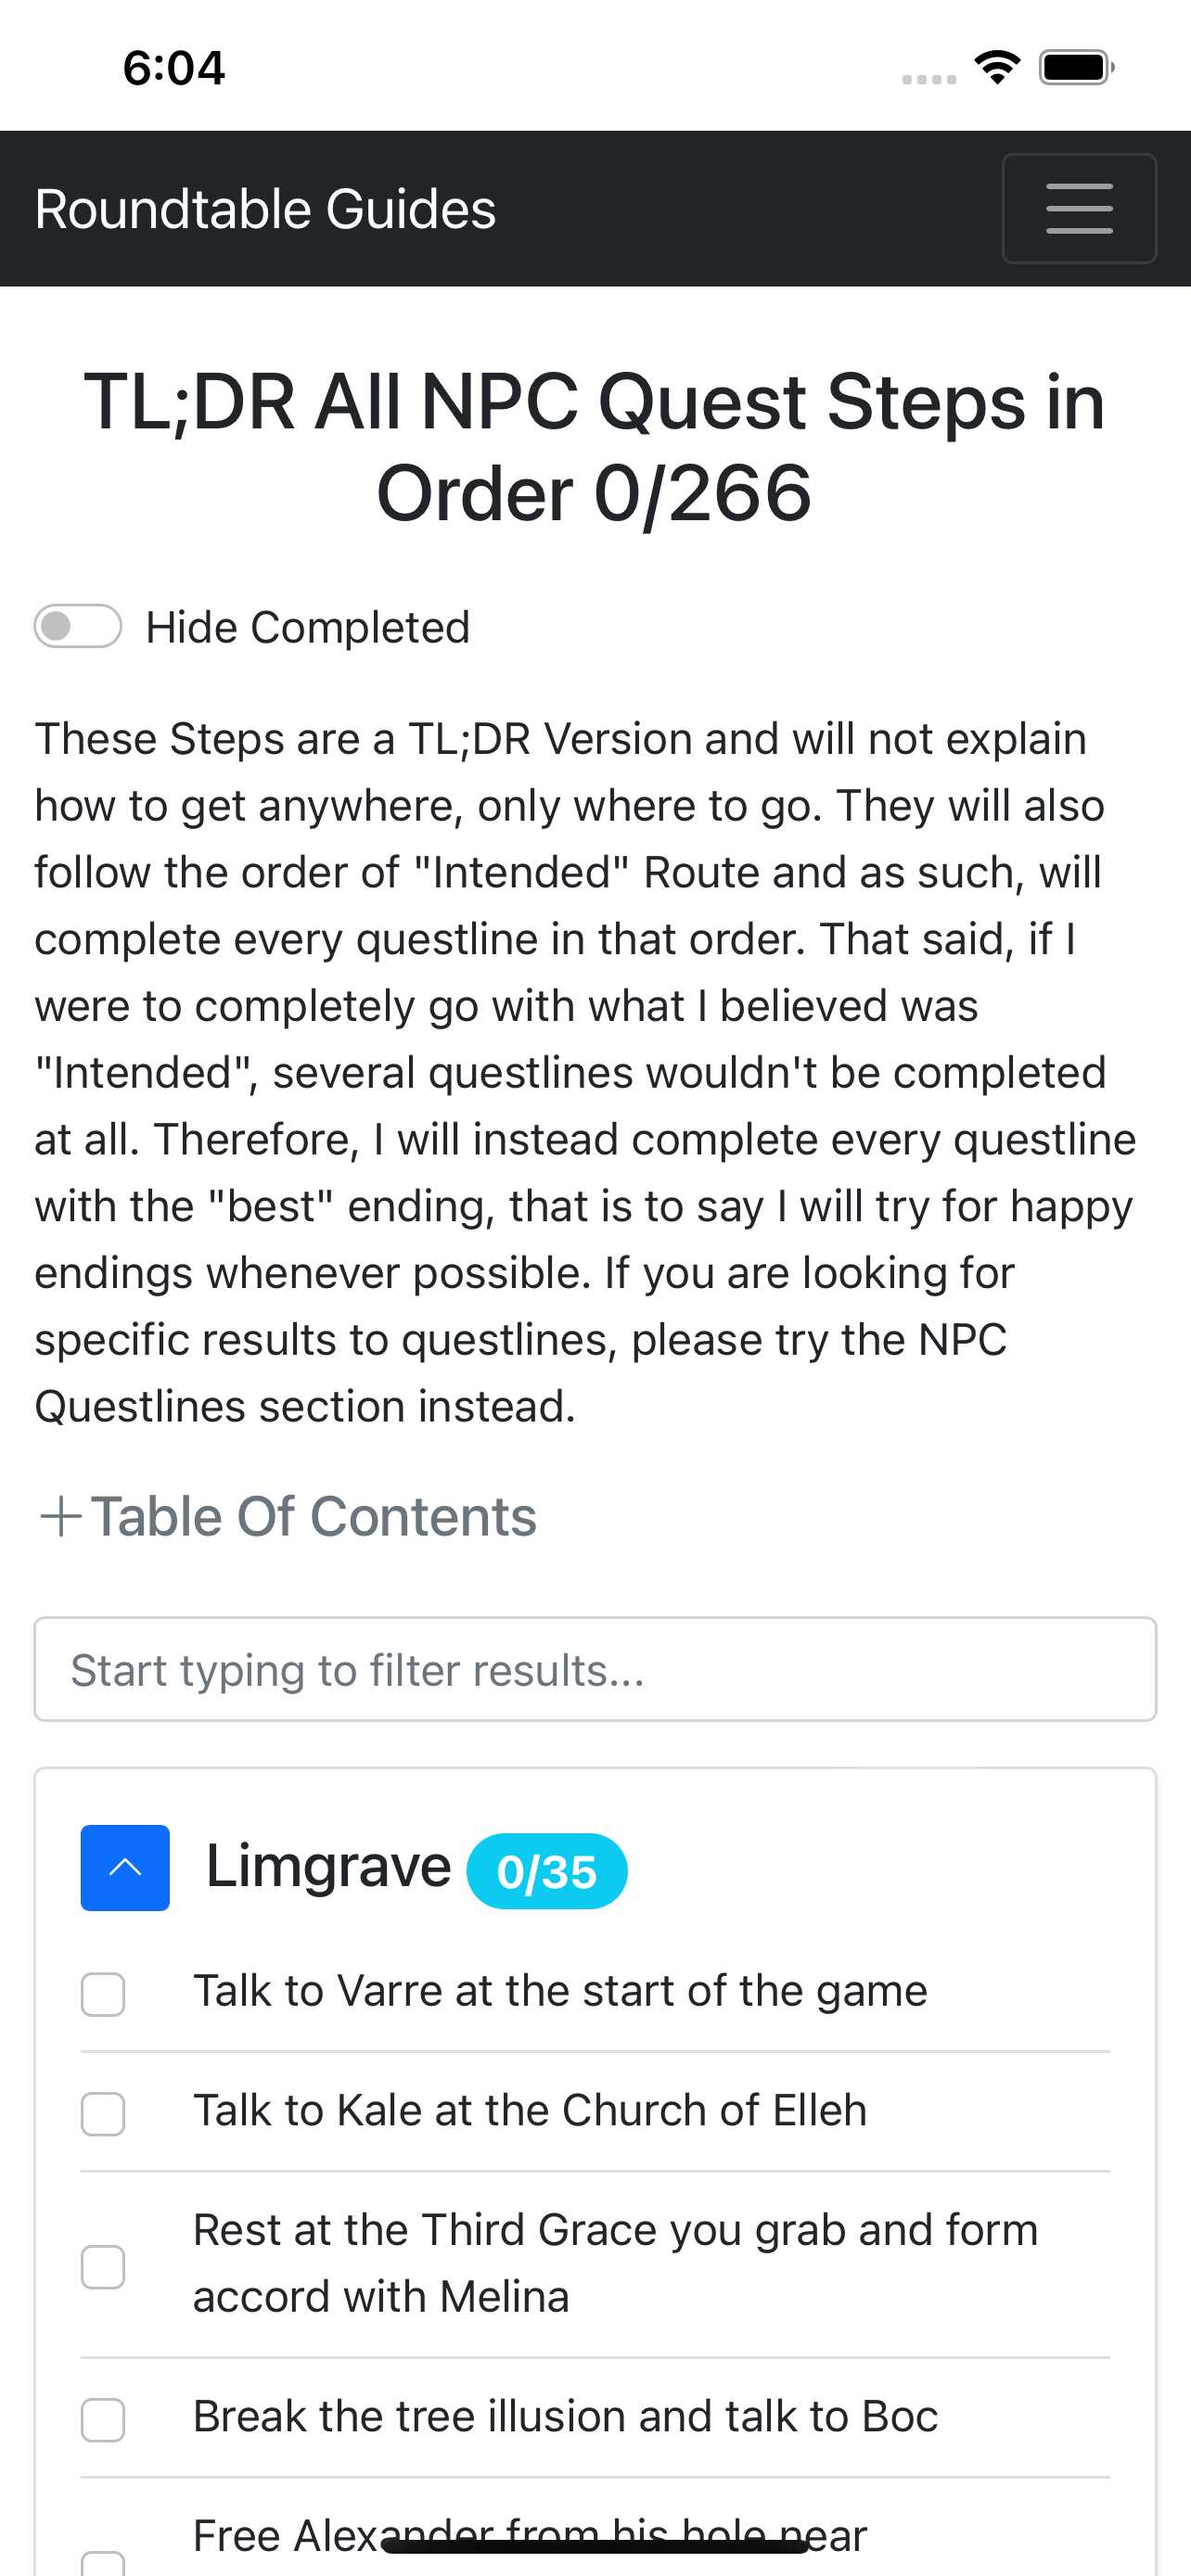 6:04
Roundtable Guides
TL;DR All NPC Quest Steps in
Order 0/266
Hide Completed
These Steps are a TL;DR Version and will not explain
how to get anywhere, only where to go. They will also
follow the order of "Intended" Route and as such, will
complete every questline in that order. That said, if I
were to completely go with what I believed was
"Intended", several questlines wouldn't be completed
at all. Therefore, I will instead complete every questline
with the "best" ending, that is to say I will try for happy
endings whenever possible. If you are looking for
specific results to questlines, please try the NPC
Questlines section instead.
+Table Of Contents
Start typing to filter results...
Limgrave 0/35
Talk to Varre at the start of the game
Talk to Kale at the Church of Elleh
Rest at the Third Grace you grab and form
accord with Melina
Break the tree illusion and talk to Boc
Free Alexander from his hole near